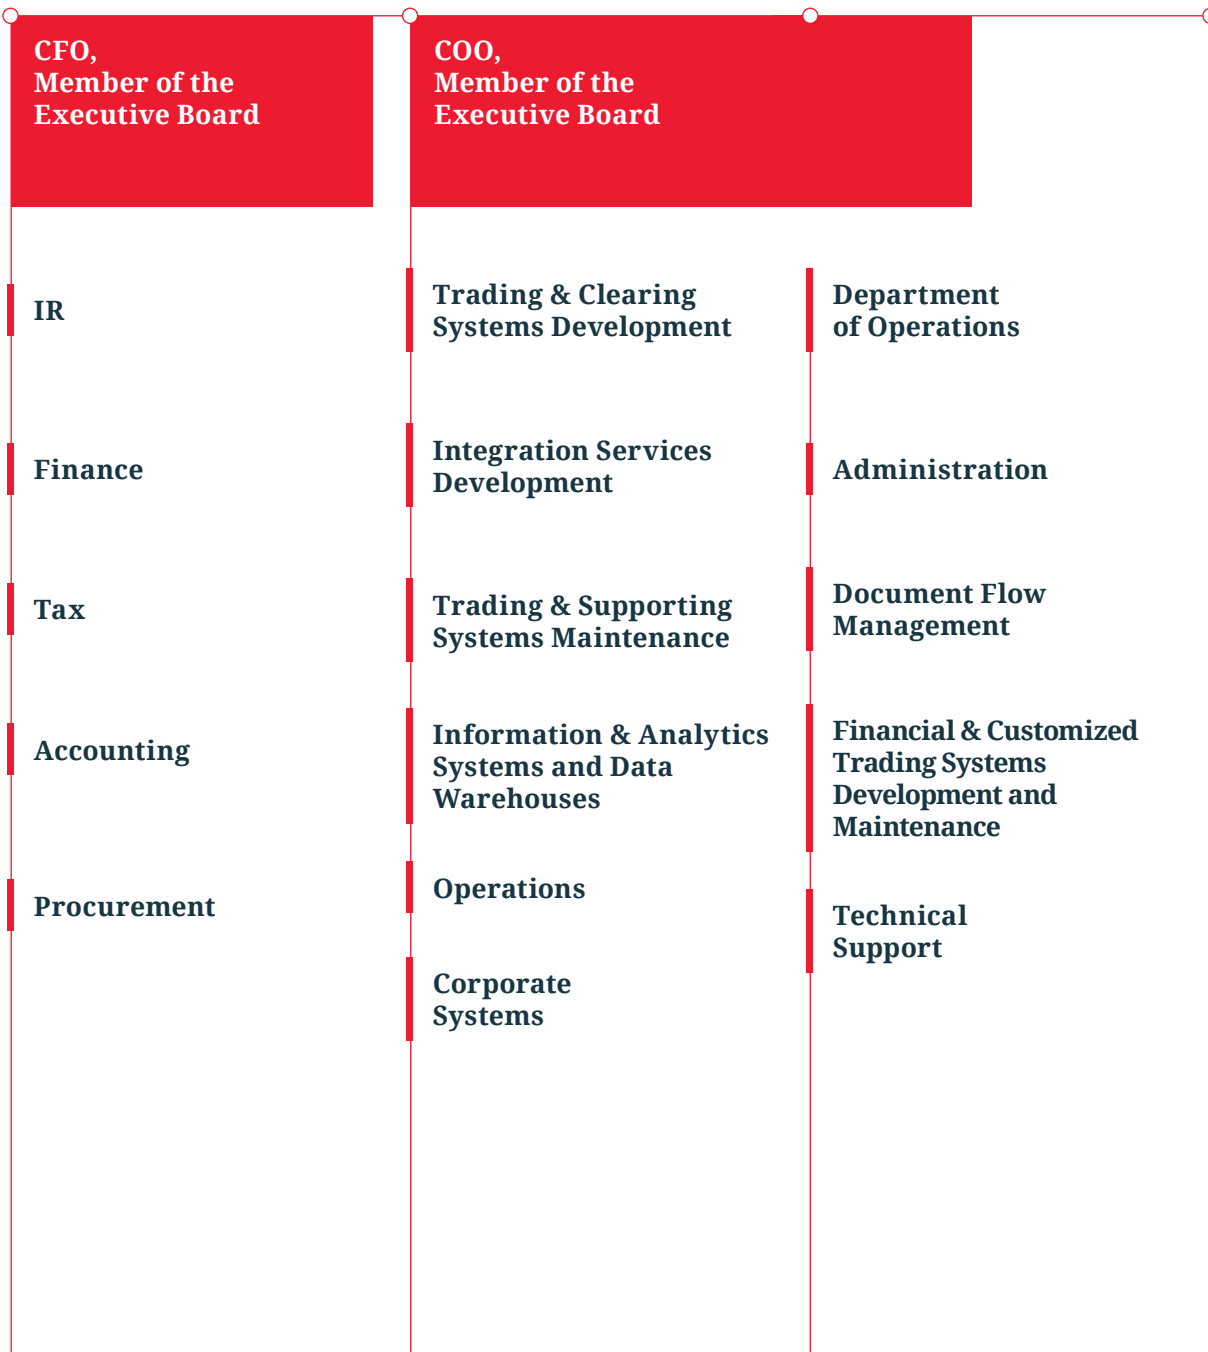 CFO,
Member of the
Executive Board
IR
Finance
Tax
Accounting
Procurement
COO,
Member of the
Executive Board
Trading & Clearing
Systems Development
Integration Services
Development
Trading & Supporting
Systems Maintenance
Information & Analytics
Systems and Data
Warehouses
Operations
Corporate
Systems
Department
of Operations
Administration
Document Flow
Management
Financial & Customized
Trading Systems
Development and
Maintenance
Technical
Support